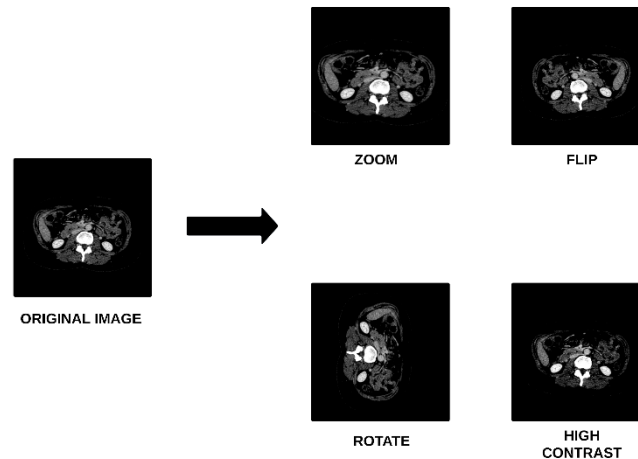 ZOOM
FLIP
ORIGINAL IMAGE
ROTATE
HIGH
CONTRAST